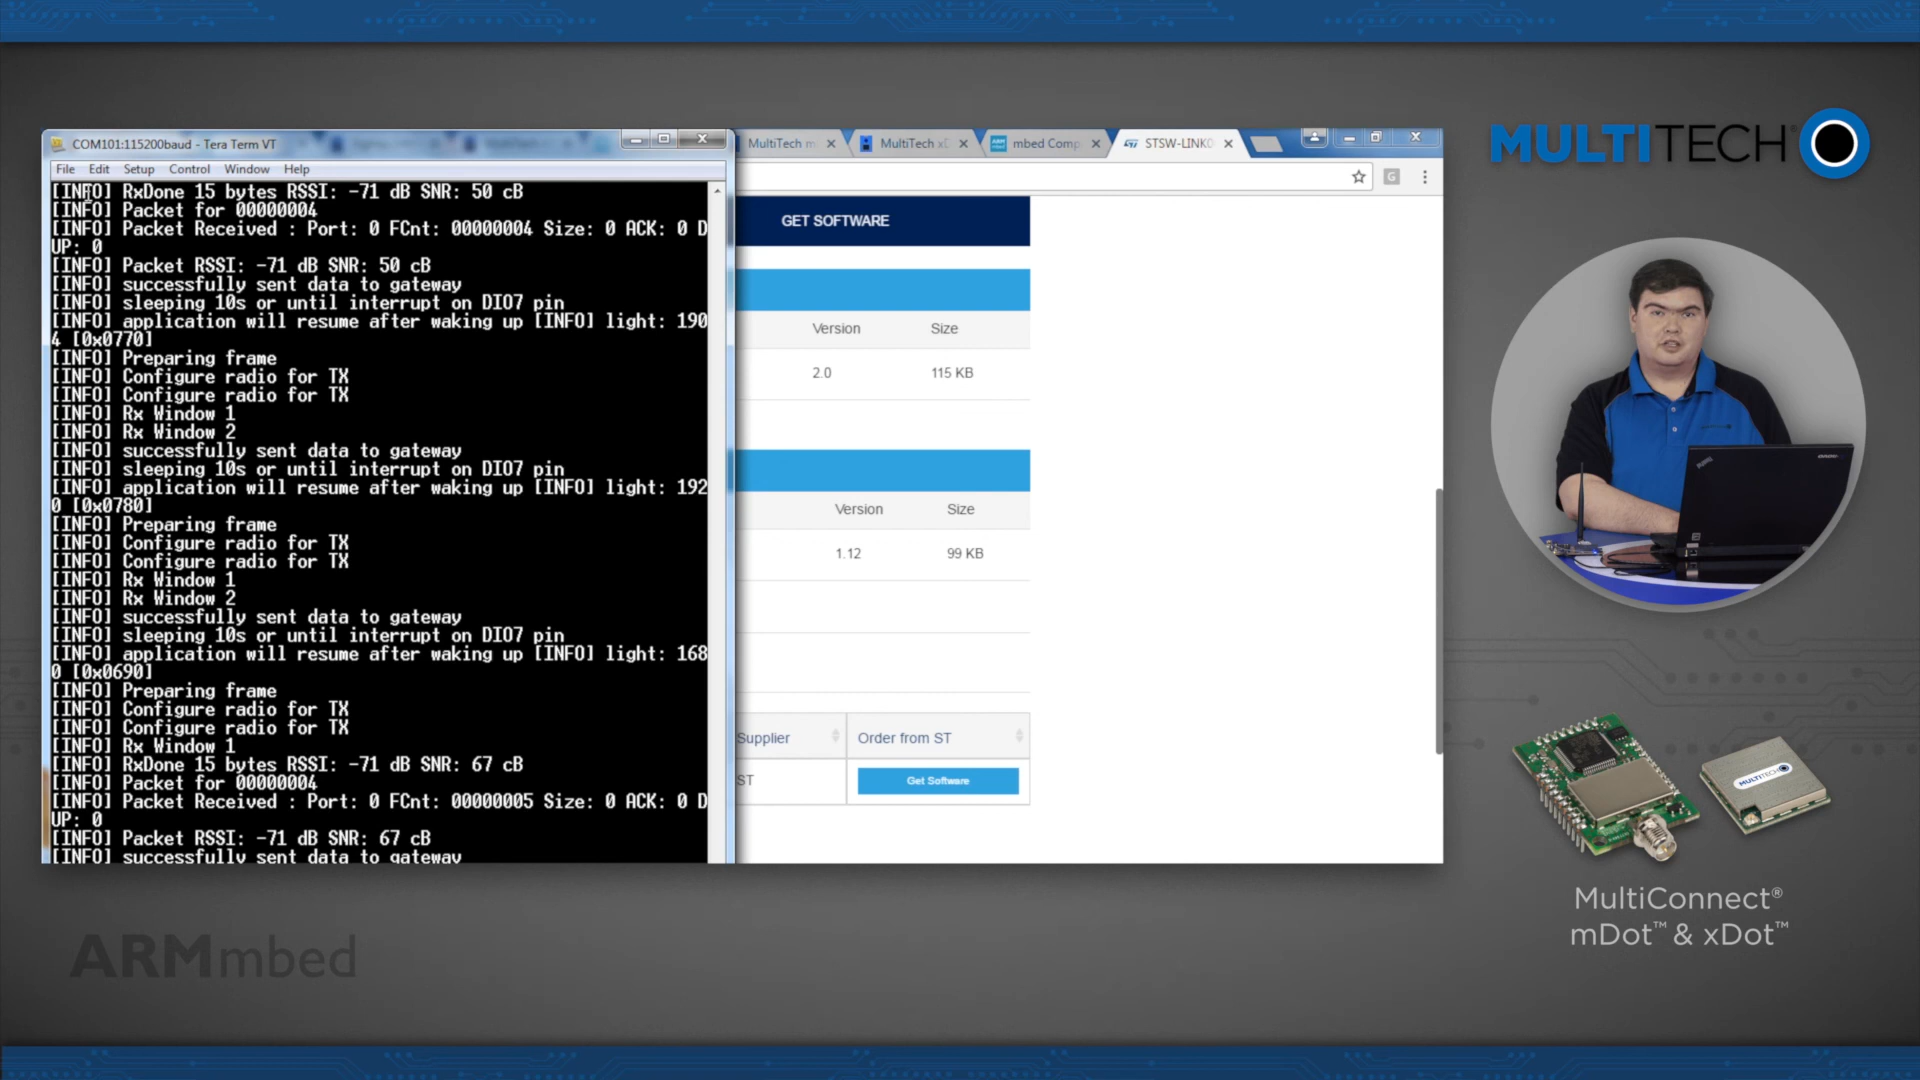 MULTITECH®
COM101:115200baud - Tera Term VT
File Edit Setup Control Window Help
[INFO] RxDone 15 bytes RSSI: -71 dB SNR: 50 cB
[INFO] Packet for 00000004
[INFO] Packet Received : Port: 0 FCnt: 00000004 Size: 0 ACK: 0 D
UP: 0
[INFO] Packet RSSI: -71 dB SNR: 50 cB
[INFO] successfully sent data to gateway
[INFO] sleeping 10s or until interrupt on DIO7 pin
[INFO] application will resume after waking up [INFO] light: 190
4 [0x0770]
[INFO] Preparing frame
[INFO] Configure radio for TX
[INFO] Configure radio for TX
[INFO] Rx Window 1
[INFO] Rx Window 2
[INFO] successfully sent data to gateway
[INFO] sleeping 10s or until interrupt on DIO7 pin
[INFO] application will resume after waking up [INFO] light: 192
0 [0x0780]
[INFO] Preparing frame
[INFO] Configure radio for TX
[INFO] Configure radio for TX
[INFO] Rx Window 1
[INFO] Rx Window 2
[INFO] successfully sent data to gateway
[INFO] sleeping 10s or until interrupt on DIO7 pin
[INFO] application will resume after waking up [INFO] light: 168
0 [0x0690]
[INFO] Preparing frame
[INFO] Configure radio for TX
[INFO] Configure radio for TX
[INFO] Rx Window 1
[INFO] RxDone 15 bytes RSSI: -71 dB SNR: 67 cB
[INFO] Packet for 00000004
[INFO] Packet Received : Port: 0 FCnt: 00000005 Size: 0 ACK: 0 D
UP: 0
[INFO] Packet RSSI: -71 dB SNR: 67 cB
[INFO] successfully sent data to gateway
MultiTech m
MultiTech xD
mbed Comp
STSW-LINK0
GET SOFTWARE
Version Size
2.0 115 KB
Version Size
1.12 99 KB
Supplier Order from ST
ST Get Software
MULTITECH
MultiConnect®
mDot™ & xDot™
ARMmbed